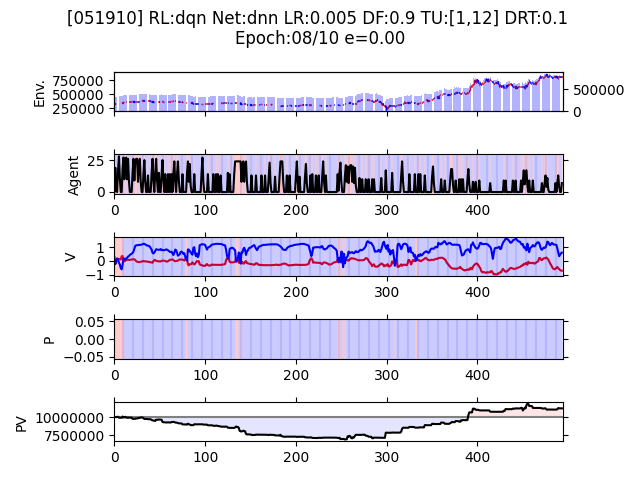 [051910] RL:dqn Net:dnn LR:0.005 DF:0.9 TU:[1,12] DRT:0.1
Epoch:08/10 e=0.00
Env.
750000
500000
250000
500000
0
Agent
25
0
0 100 200 300 400
V
1
0
−1
0 100 200 300 400
P
0.05
0.00
−0.05
0 100 200 300 400
PV
10000000
7500000
0 100 200 300 400